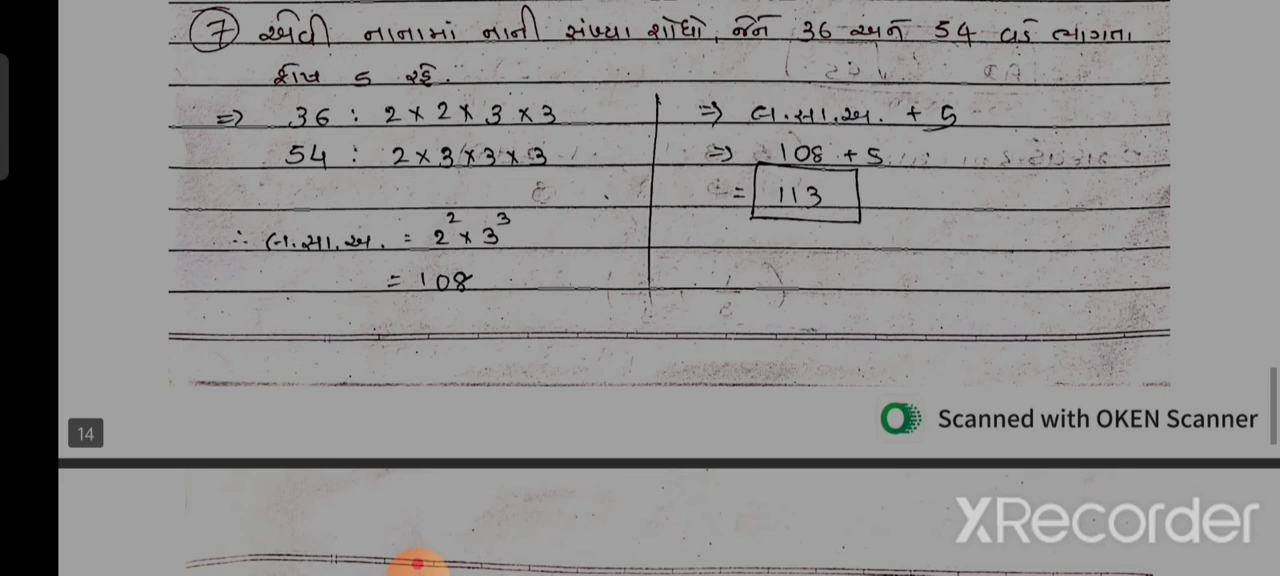 ⑦ એવી નાનામાં નાની સંખ્યા શોધો, જેને 36 અને 54 વડે ભાગતા
શેષ 5 રહે.
⇒ 36 : 2 × 2 × 3 × 3
54 : 2 × 3 × 3 × 3
∴ લ.સા.અ. = 2² × 3³
= 108
⇒ લ.સા.અ. + 5
⇒ 108 + 5
= 113
14
Scanned with OKEN Scanner
XRecorder